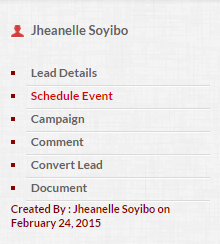 Jheanelle Soyibo
Lead Details
Schedule Event
Campaign
Comment
Convert Lead
Document
Created By : Jheanelle Soyibo on
February 24, 2015